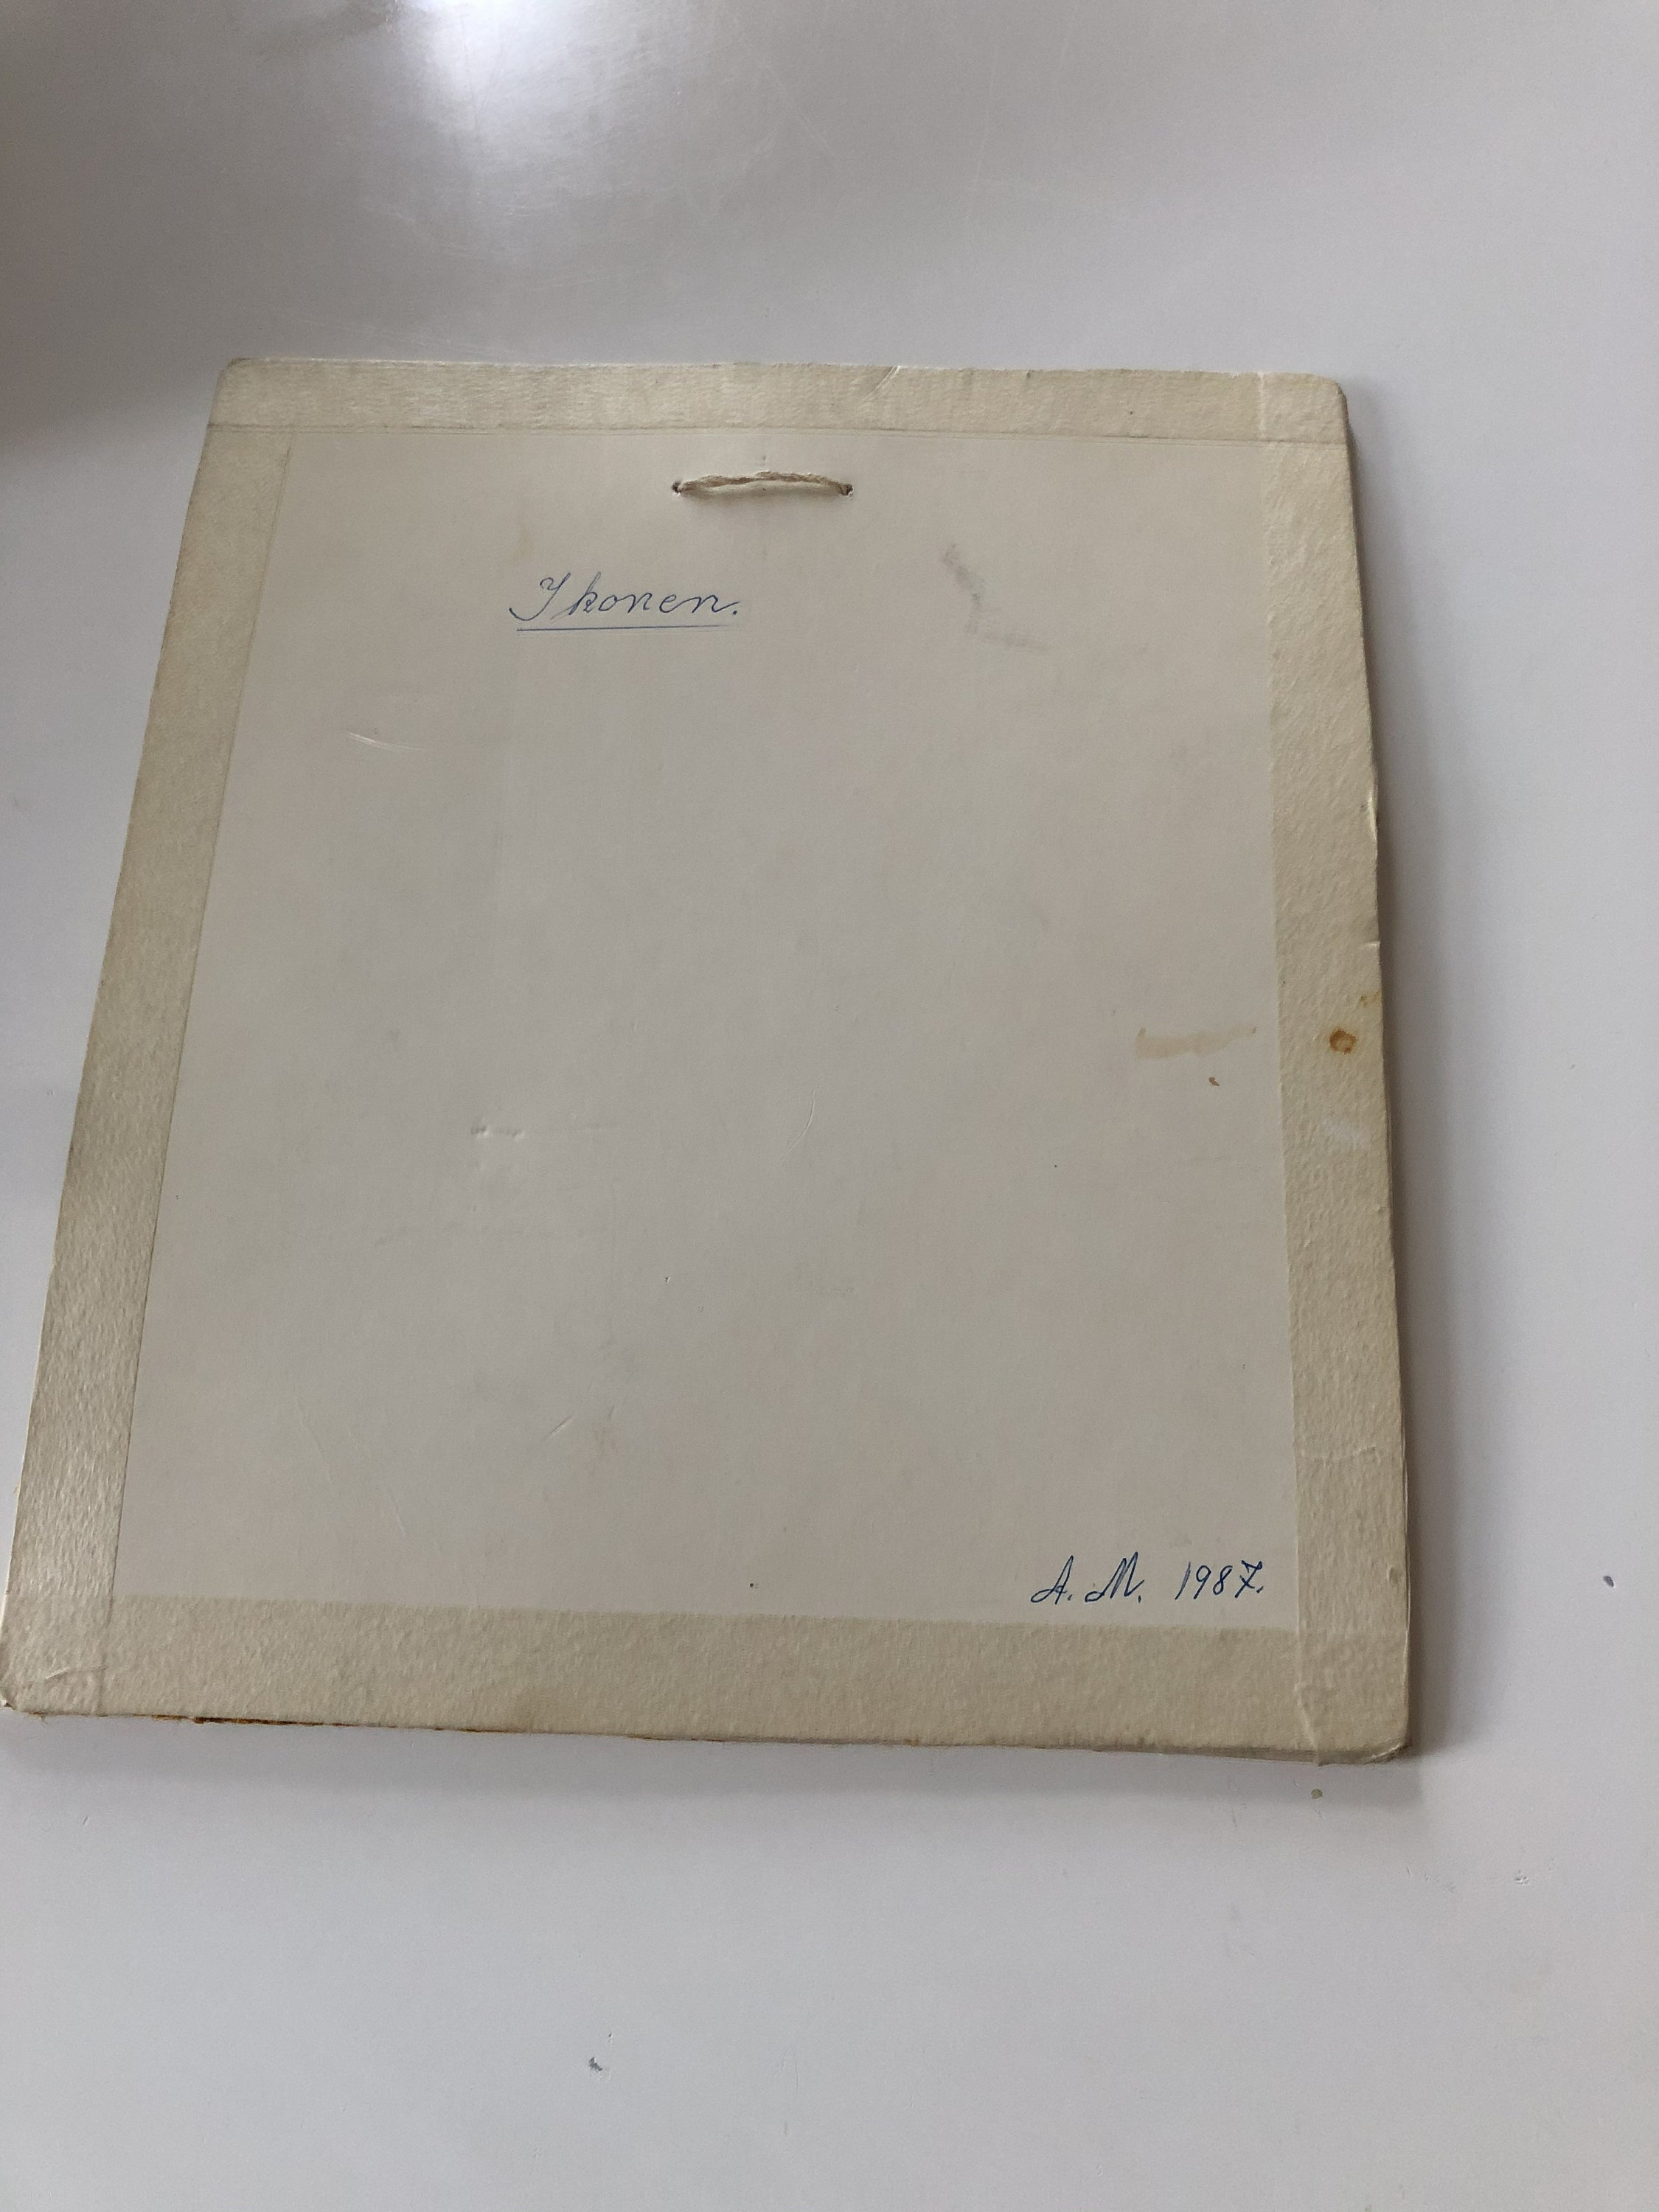 Ikonen.
A. M. 1987.